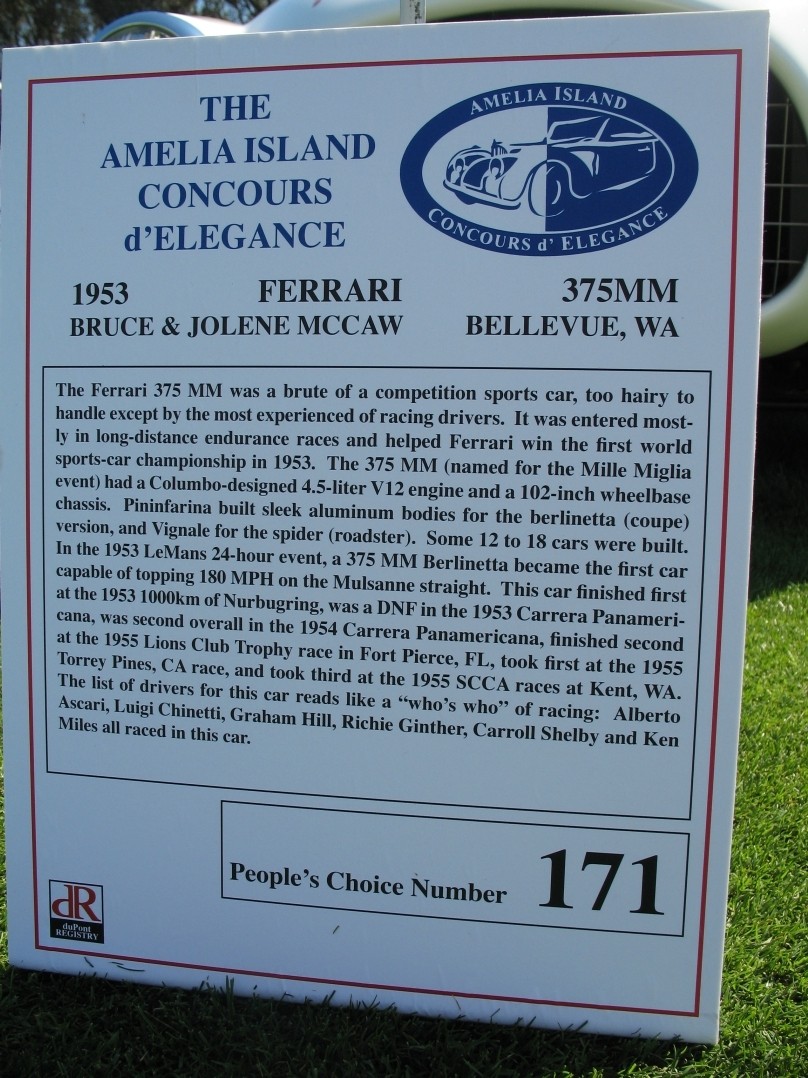 THE
AMELIA ISLAND
CONCOURS
d'ELEGANCE
AMELIA ISLAND
CONCOURS d' ELEGANCE
1953 FERRARI 375MM
BRUCE & JOLENE MCCAW BELLEVUE, WA
The Ferrari 375 MM was a brute of a competition sports car, too hairy to
handle except by the most experienced of racing drivers. It was entered most-
ly in long-distance endurance races and helped Ferrari win the first world
sports-car championship in 1953. The 375 MM (named for the Mille Miglia
event) had a Columbo-designed 4.5-liter V12 engine and a 102-inch wheelbase
chassis. Pininfarina built sleek aluminum bodies for the berlinetta (coupe)
version, and Vignale for the spider (roadster). Some 12 to 18 cars were built.
In the 1953 LeMans 24-hour event, a 375 MM Berlinetta became the first car
capable of topping 180 MPH on the Mulsanne straight. This car finished first
at the 1953 1000km of Nurbugring, was a DNF in the 1953 Carrera Panameri-
cana, was second overall in the 1954 Carrera Panamericana, finished second
at the 1955 Lions Club Trophy race in Fort Pierce, FL, took first at the 1955
Torrey Pines, CA race, and took third at the 1955 SCCA races at Kent, WA.
The list of drivers for this car reads like a "who's who" of racing: Alberto
Ascari, Luigi Chinetti, Graham Hill, Richie Ginther, Carroll Shelby and Ken
Miles all raced in this car.
People's Choice Number 171
dR
duPont
REGISTRY